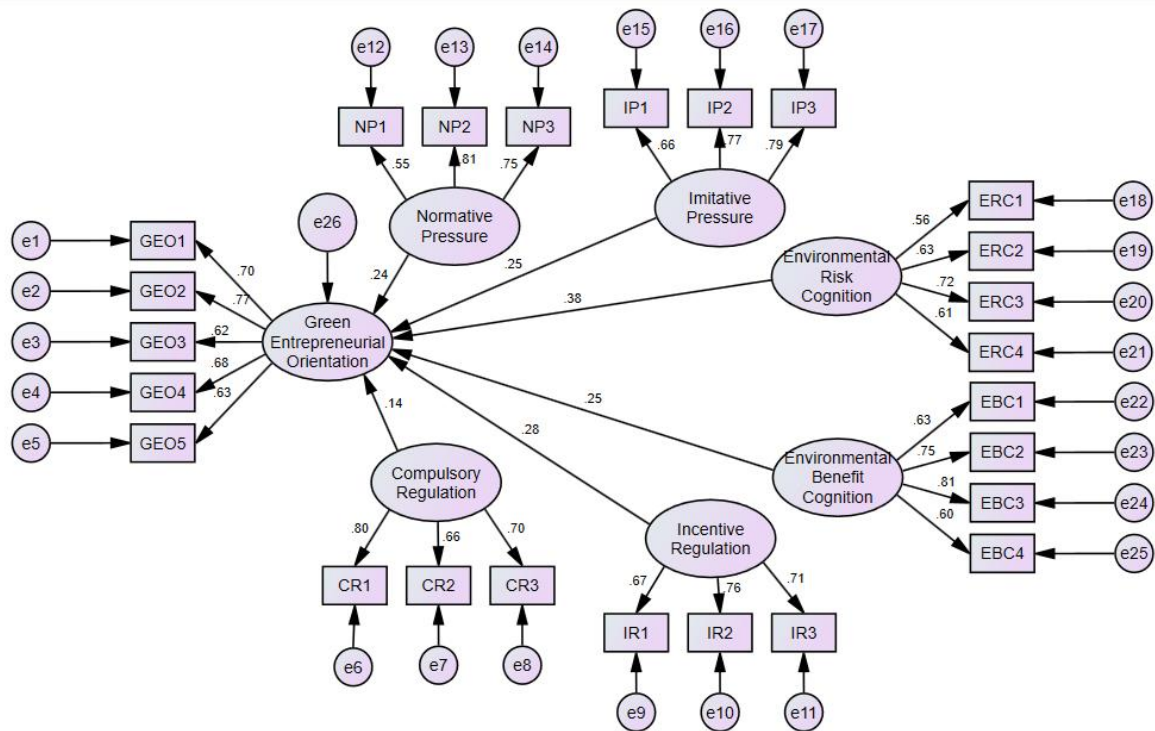 e12
e13
e14
e15
e16
e17
NP1
NP2
NP3
IP1
IP2
IP3
.55
.81
.75
.66
.77
.79
Normative
Pressure
Imitative
Pressure
e26
e1
GEO1
e2
GEO2
e3
GEO3
e4
GEO4
e5
GEO5
.70
.77
.62
.68
.63
Green
Entrepreneurial
Orientation
.24
.25
.38
.25
.28
.14
Environmental
Risk
Cognition
.56
.63
.72
.61
ERC1
e18
ERC2
e19
ERC3
e20
ERC4
e21
Environmental
Benefit
Cognition
.63
.75
.81
.60
EBC1
e22
EBC2
e23
EBC3
e24
EBC4
e25
Compulsory
Regulation
.80
.66
.70
CR1
CR2
CR3
e6
e7
e8
Incentive
Regulation
.67
.76
.71
IR1
IR2
IR3
e9
e10
e11